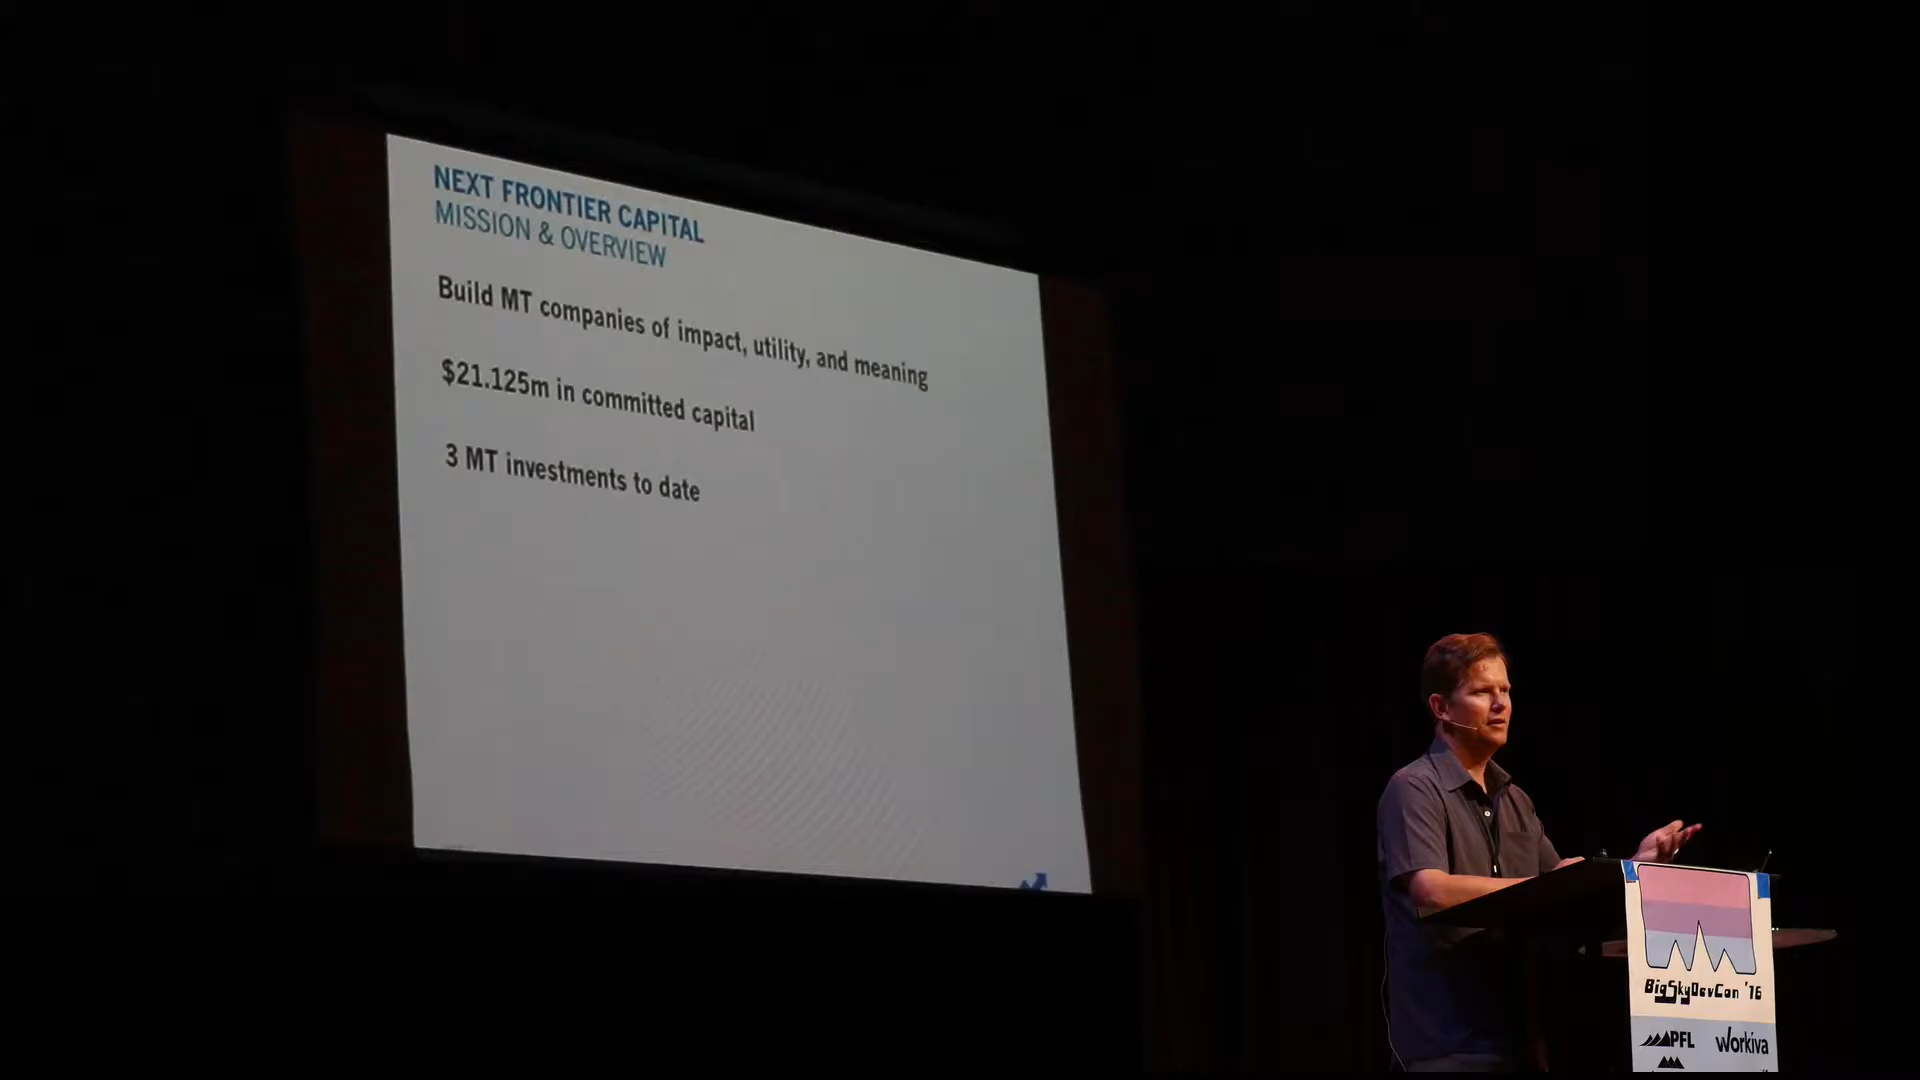 NEXT FRONTIER CAPITAL
MISSION & OVERVIEW
Build MT companies of impact, utility, and meaning
$21.125m in committed capital
3 MT investments to date
BigSkyDevCon '16
PFL
Workiva